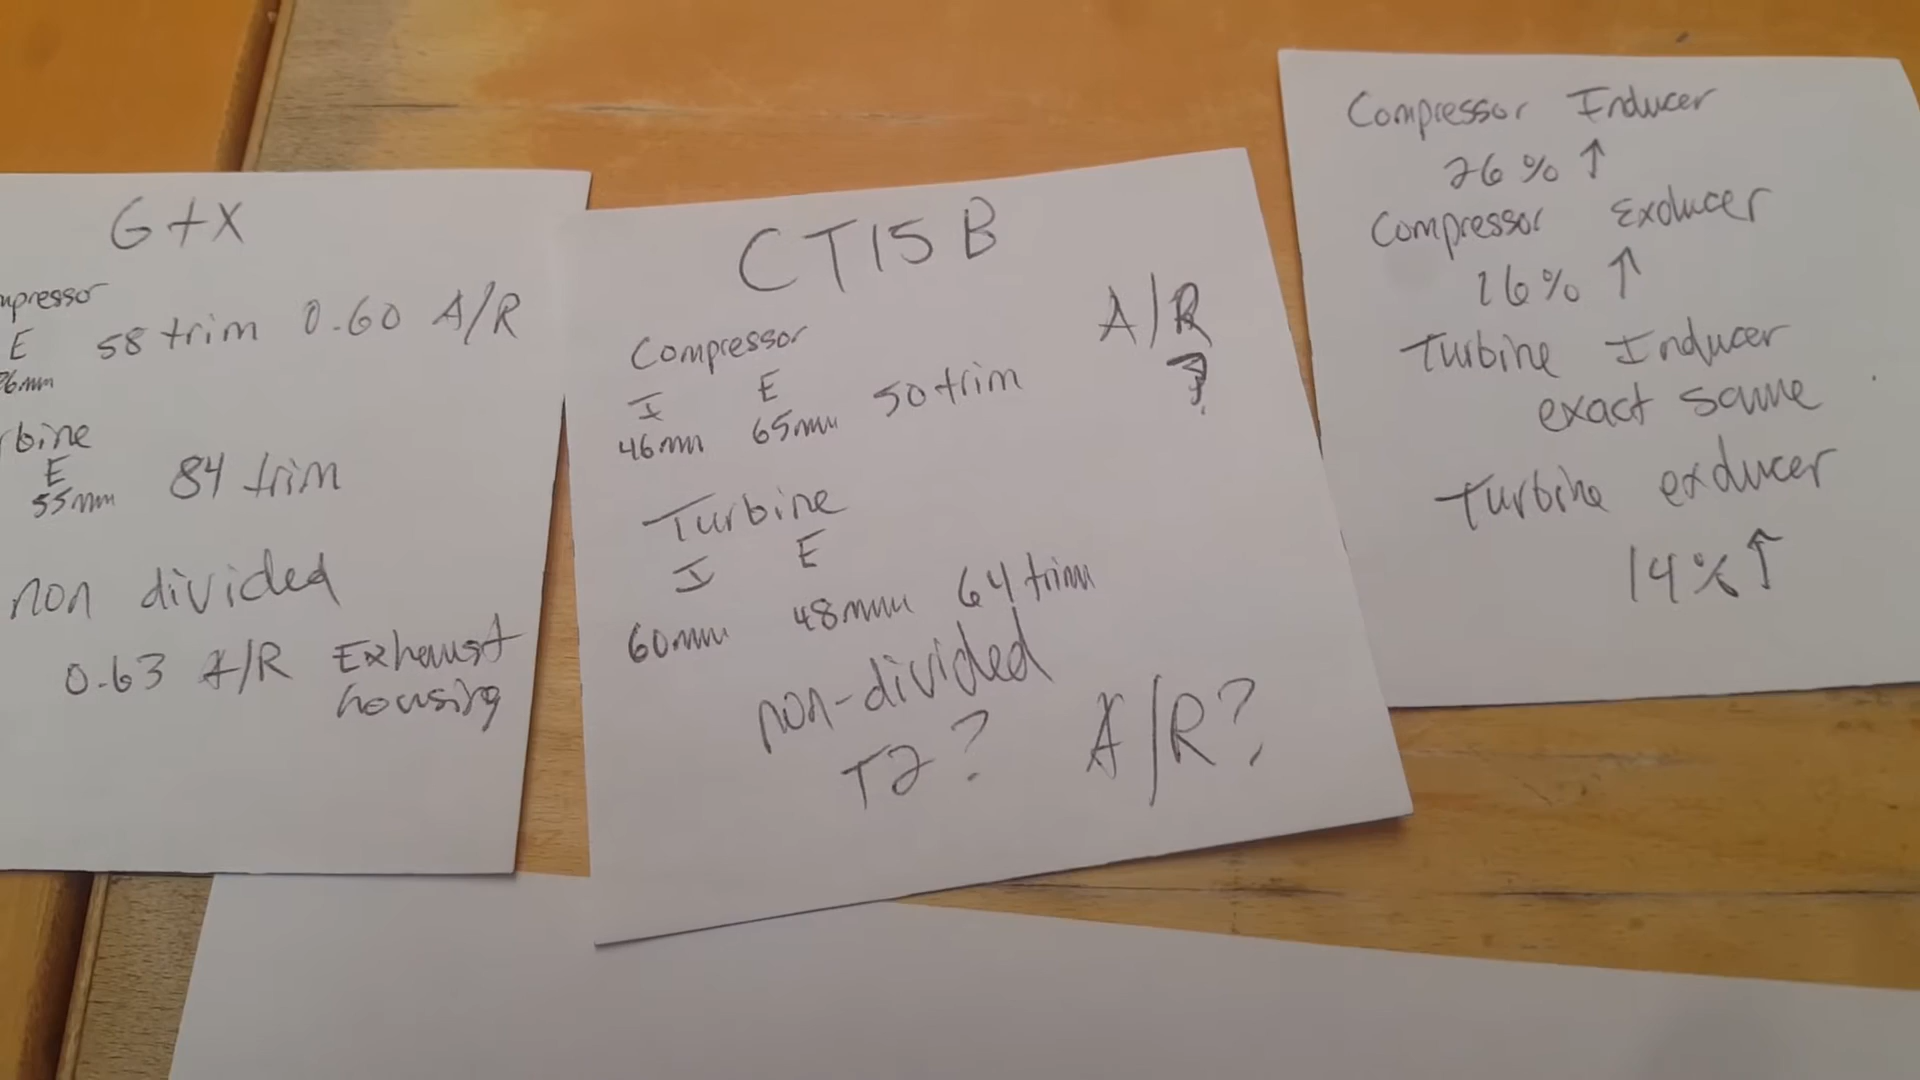 G+X
mpressor
E 58 trim 0.60 A/R
76mm
rbine
E 84 trim
55mm
non divided
0.63 A/R Exhaust
housing
CT15B
A/R
?
Compressor
I E 50 trim
46mm 65mm
Turbine
I E
60mm 48mm 64 trim
non-divided
T2? A/R?
Compressor Inducer
26% ↑
Compressor Exducer
16% ↑
Turbine Inducer
exact same
Turbine exducer
14% ↑